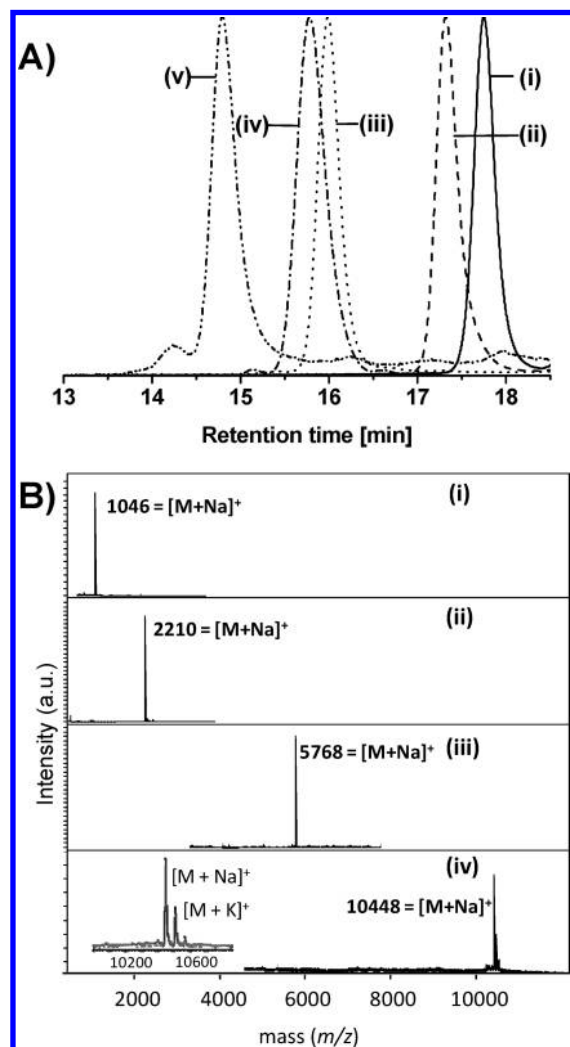 A)
(v)
(iv)
(iii)
(i)
(ii)
13 14 15 16 17 18
Retention time [min]
B)
(i)
1046 = [M+Na]⁺
(ii)
2210 = [M+Na]⁺
(iii)
5768 = [M+Na]⁺
(iv)
[M + Na]⁺
[M + K]⁺
10448 = [M+Na]⁺
10200 10600
Intensity (a.u.)
2000 4000 6000 8000 10000
mass (m/z)